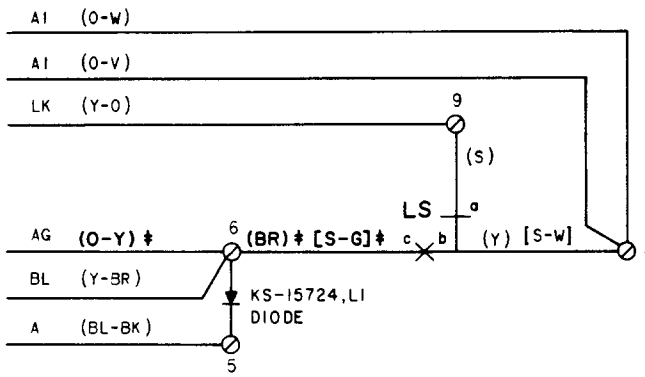 A1 (O-W)
A1 (O-V)
LK (Y-O)
9
(S)
LS a
6
AG (O-Y) ‡
(BR) ‡ [S-G] ‡ c b (Y) [S-W]
BL (Y-BR)
KS-15724, L1
DIODE
A (BL-BK)
5